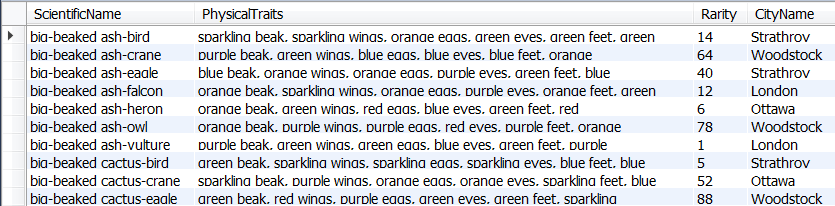 ScientificName PhysicalTraits Rarity CityName
big-beaked ash-bird sparkling beak, sparkling wings, orange eggs, green eyes, green feet, green 14 Strathroy
big-beaked ash-crane purple beak, green wings, blue eggs, blue eyes, blue feet, orange 64 Woodstock
big-beaked ash-eagle blue beak, orange wings, orange eggs, purple eyes, green feet, blue 40 Strathroy
big-beaked ash-falcon orange beak, sparkling wings, orange eggs, purple eyes, orange feet, green 12 London
big-beaked ash-heron orange beak, green wings, red eggs, blue eyes, green feet, red 6 Ottawa
big-beaked ash-owl orange beak, purple wings, purple eggs, red eyes, purple feet, orange 78 Woodstock
big-beaked ash-vulture purple beak, green wings, green eggs, blue eyes, green feet, purple 1 London
big-beaked cactus-bird green beak, sparkling wings, sparkling eggs, sparkling eyes, blue feet, blue 5 Strathroy
big-beaked cactus-crane sparkling beak, purple wings, orange eggs, orange eyes, sparkling feet, blue 52 Ottawa
big-beaked cactus-eagle green beak, red wings, purple eggs, green eyes, green feet, sparkling 88 Woodstock